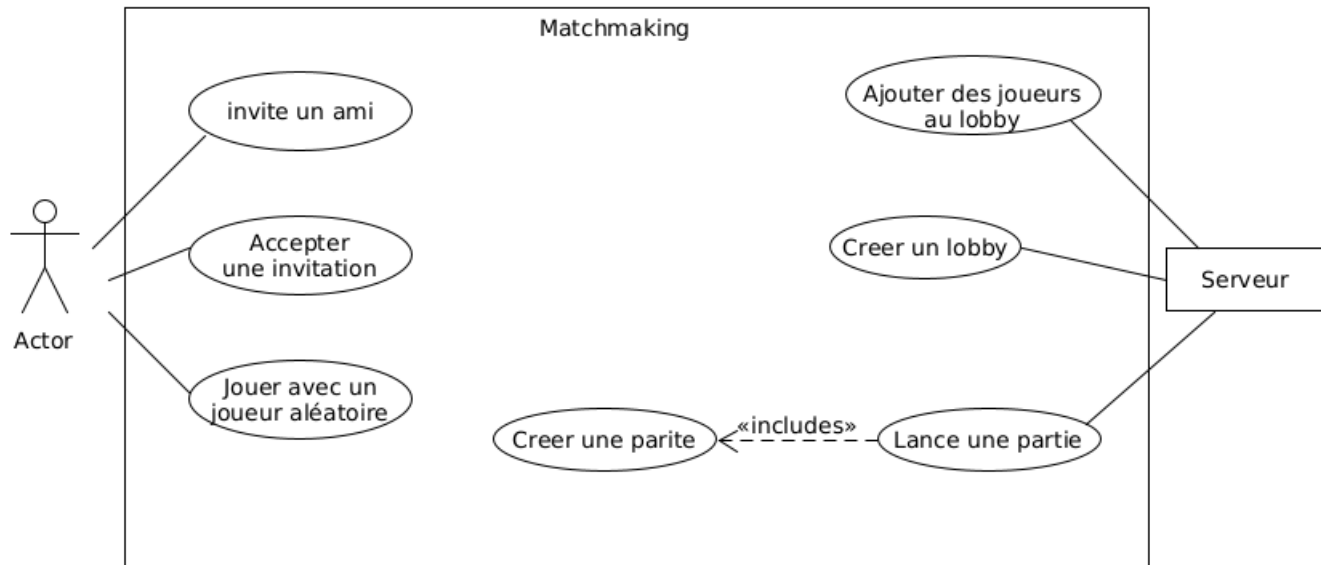 Matchmaking
invite un ami
Ajouter des joueurs
au lobby
Accepter
une invitation
Creer un lobby
Serveur
Actor
Jouer avec un
joueur aléatoire
Creer une parite
«includes»
Lance une partie